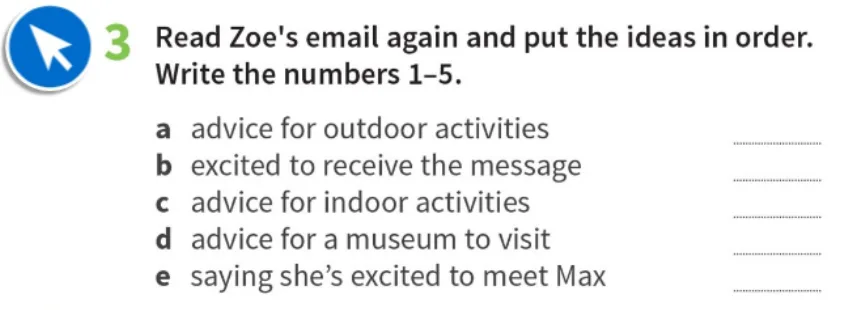 3 Read Zoe's email again and put the ideas in order.
Write the numbers 1–5.
a advice for outdoor activities
b excited to receive the message
c advice for indoor activities
d advice for a museum to visit
e saying she’s excited to meet Max